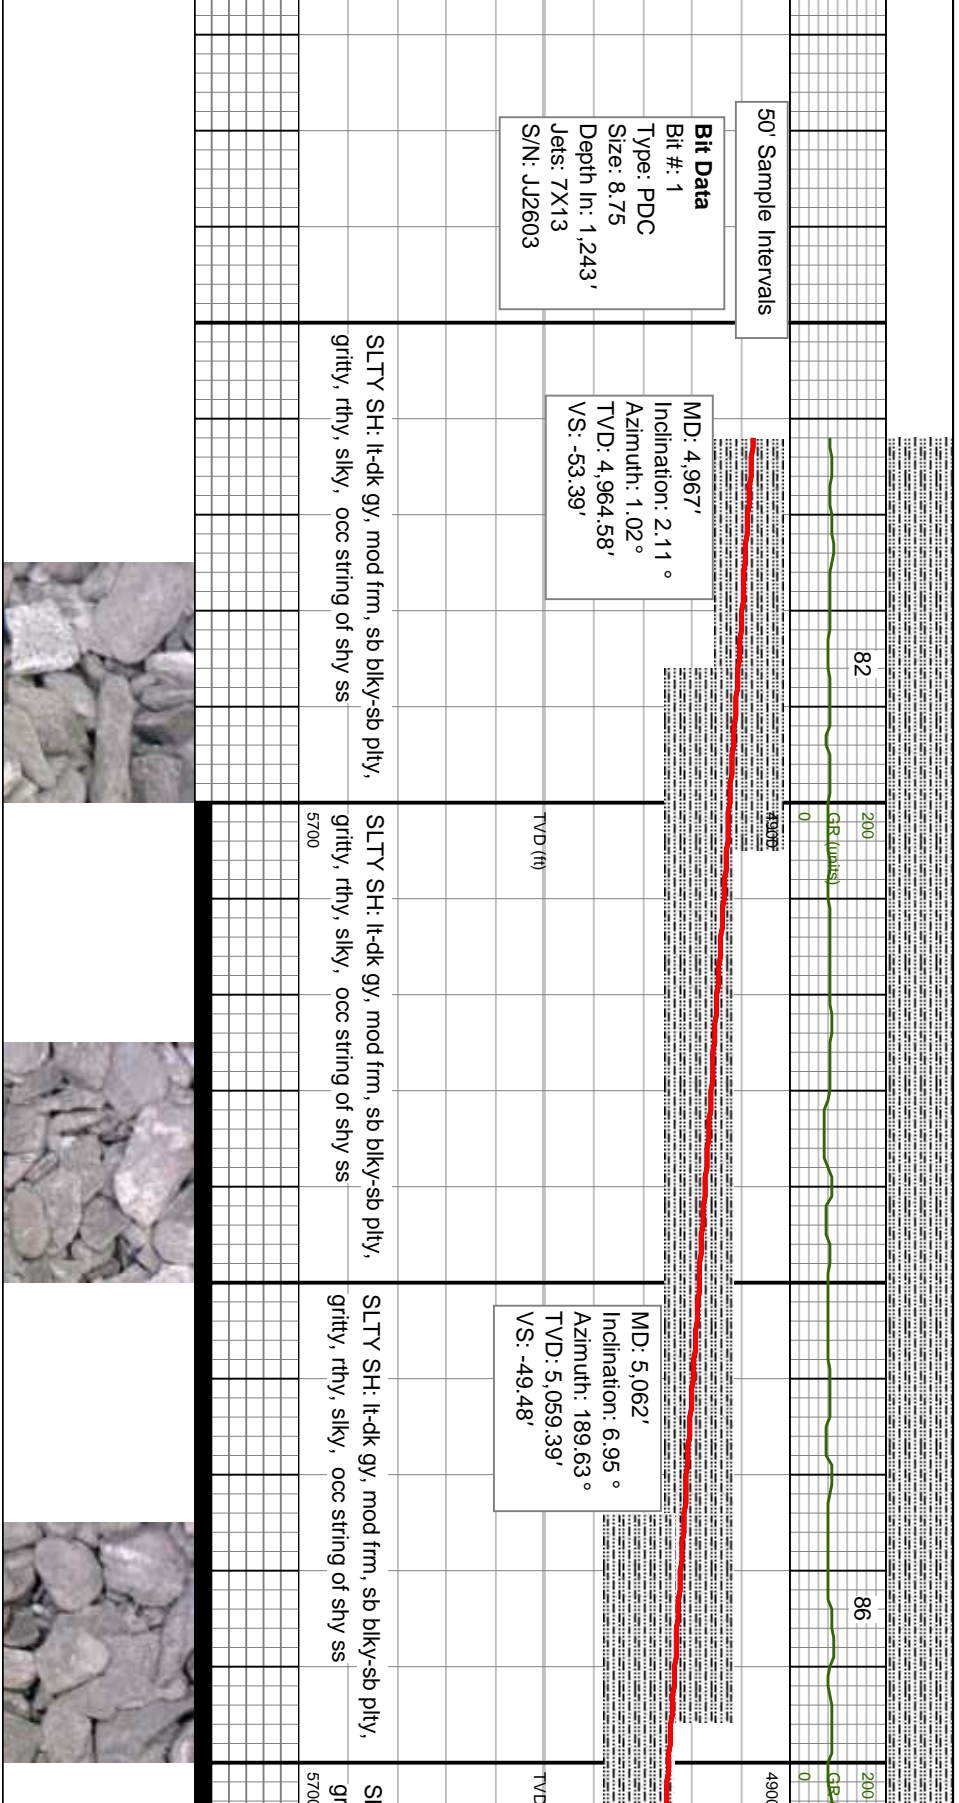 50' Sample Intervals
Bit Data
Bit #: 1
Type: PDC
Size: 8.75
Depth In: 1,243'
Jets: 7X13
S/N: JJ2603
MD: 4,967'
Inclination: 2.11 °
Azimuth: 1.02°
TVD: 4,964.58'
VS: -53.39'
SLTY SH: lt-dk gy, mod frm, sb blky-sb plty,
gritty, rthy, slky, occ string of shy ss
82
200
GR (units)
0
4900
TVD (ft)
5700
SLTY SH: lt-dk gy, mod frm, sb blky-sb plty,
gritty, rthy, slky, occ string of shy ss
MD: 5,062'
Inclination: 6.95 °
Azimuth: 189.63°
TVD: 5,059.39'
VS: -49.48'
SLTY SH: lt-dk gy, mod frm, sb blky-sb plty,
gritty, rthy, slky, occ string of shy ss
86
200
GR
0
4900
TVD
5700